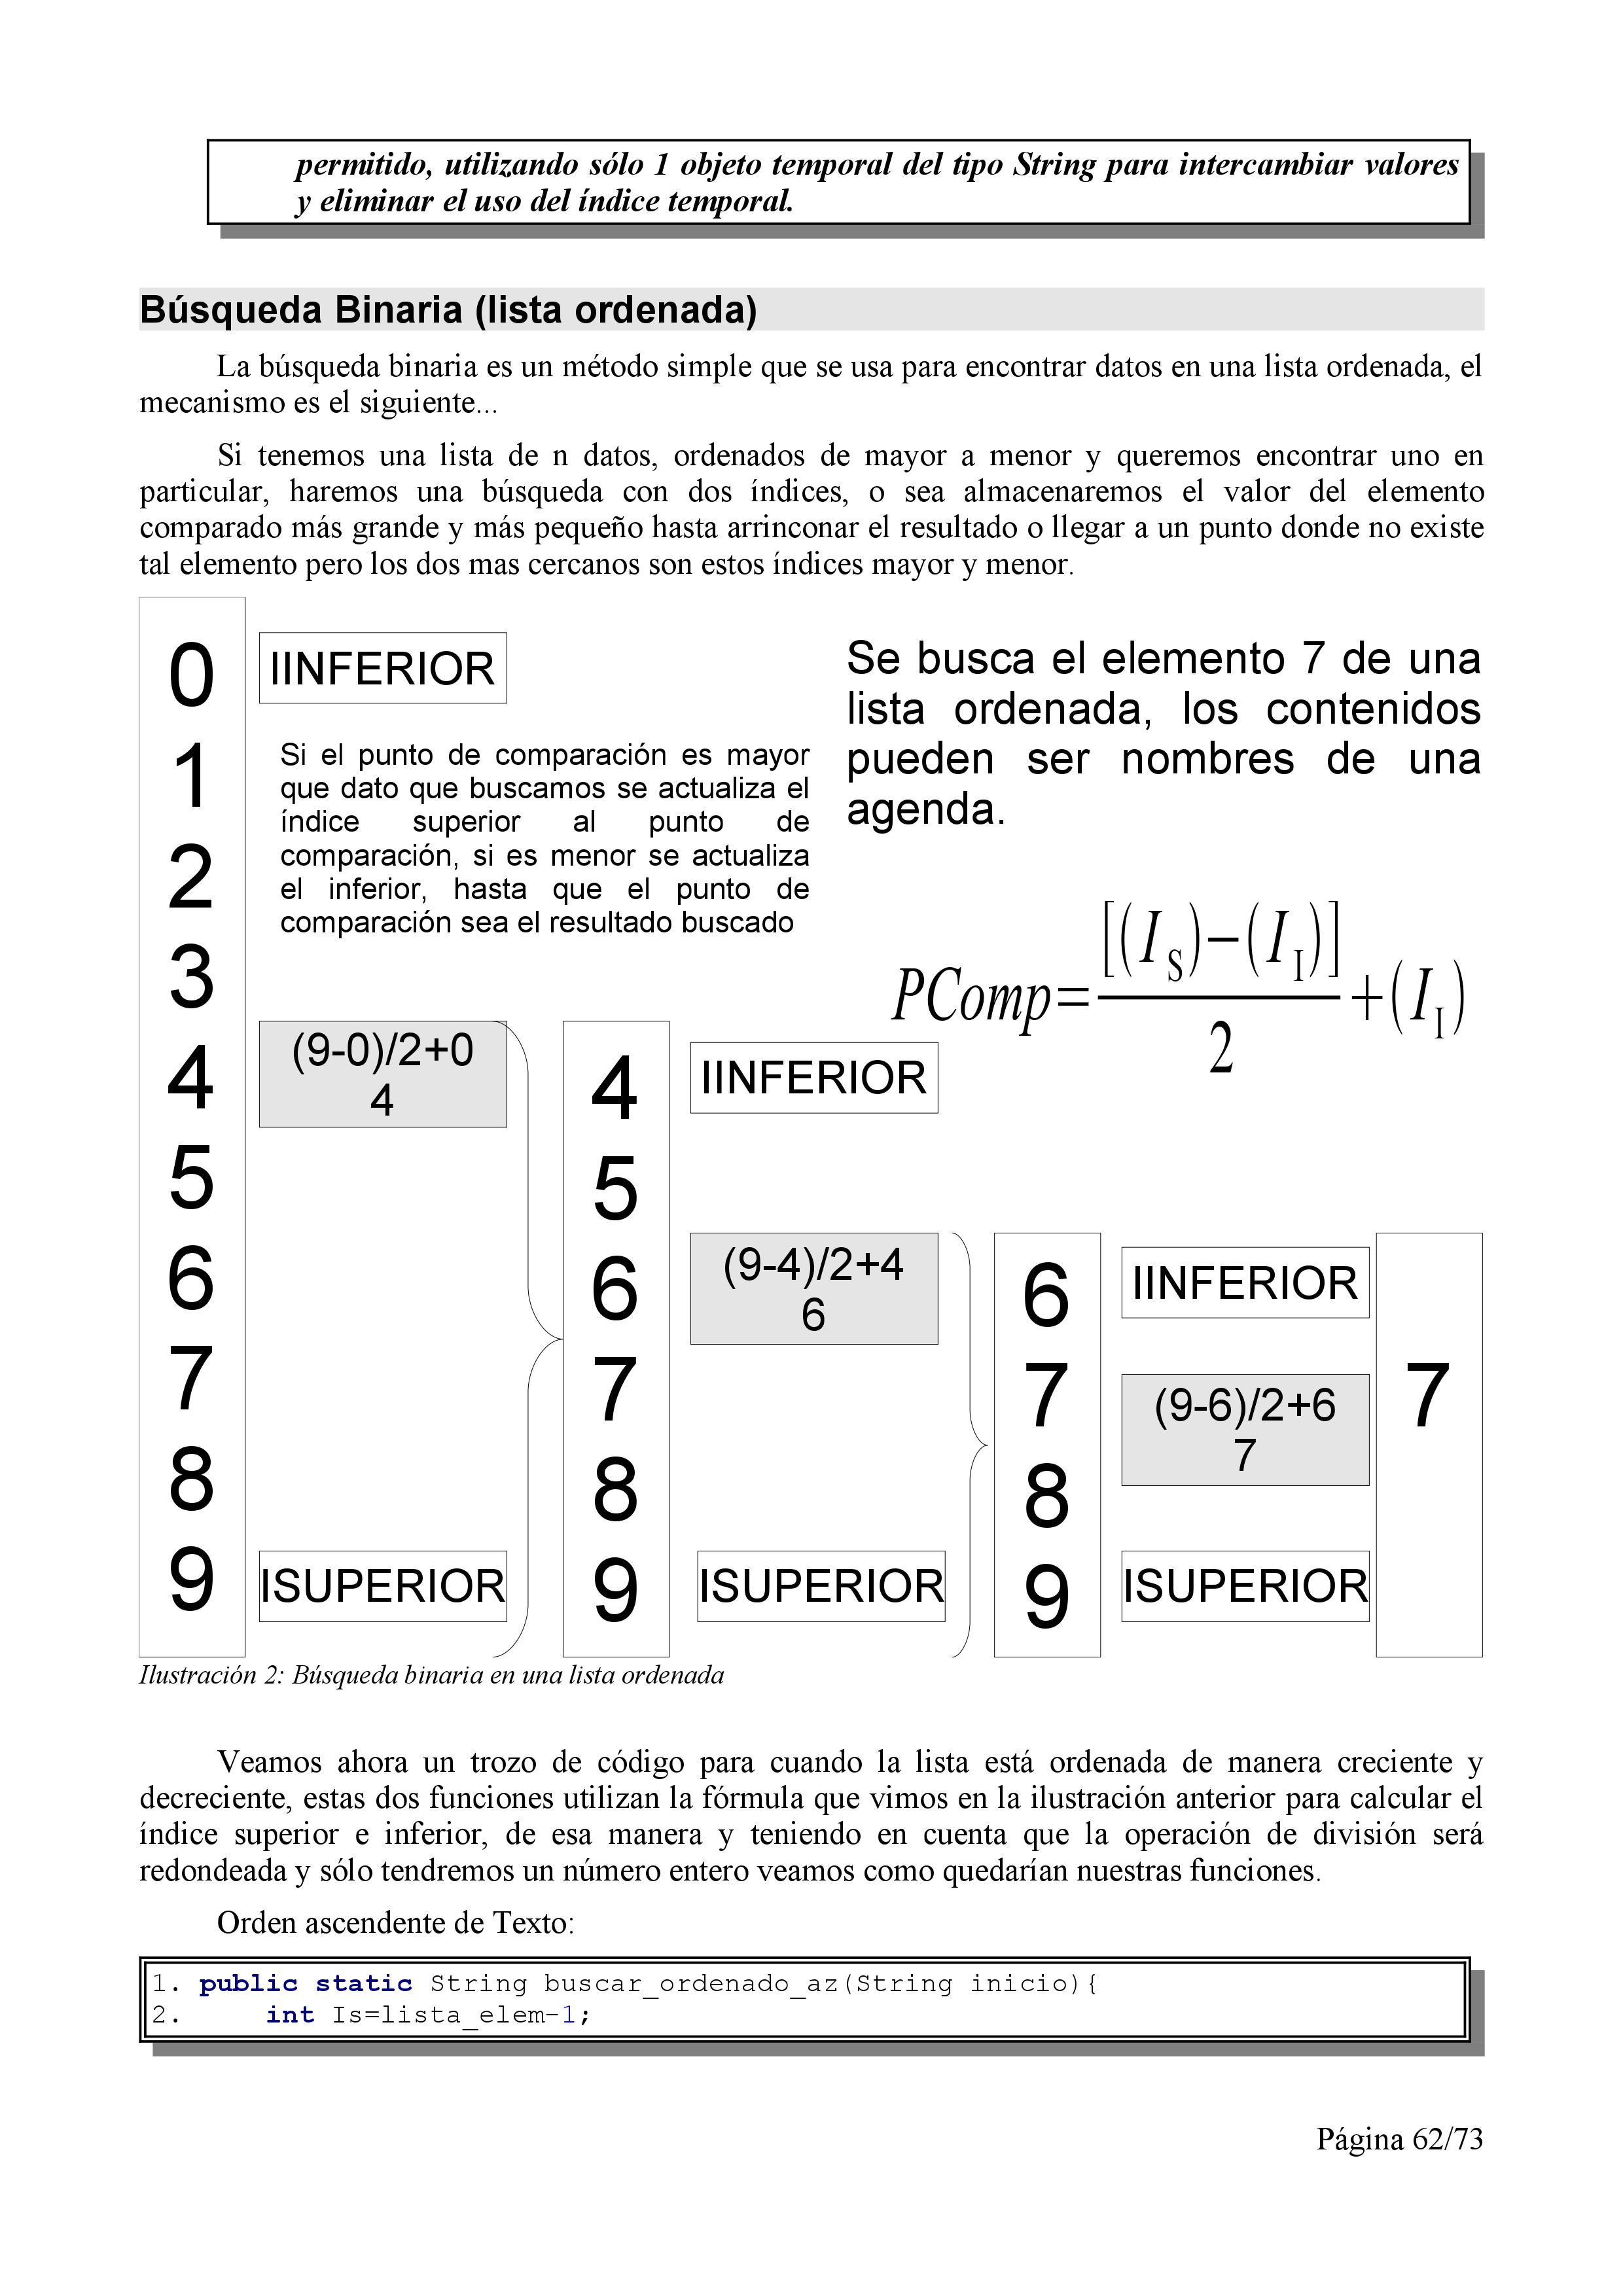 permitido, utilizando sólo 1 objeto temporal del tipo String para intercambiar valores
y eliminar el uso del índice temporal.
Búsqueda Binaria (lista ordenada)
La búsqueda binaria es un método simple que se usa para encontrar datos en una lista ordenada, el
mecanismo es el siguiente...
Si tenemos una lista de n datos, ordenados de mayor a menor y queremos encontrar uno en
particular, haremos una búsqueda con dos índices, o sea almacenaremos el valor del elemento
comparado más grande y más pequeño hasta arrinconar el resultado o llegar a un punto donde no existe
tal elemento pero los dos mas cercanos son estos índices mayor y menor.
0
1
2
3
4
5
6
7
8
9
IINFERIOR
Si el punto de comparación es mayor
que dato que buscamos se actualiza el
índice superior al punto de
comparación, si es menor se actualiza
el inferior, hasta que el punto de
comparación sea el resultado buscado
(9-0)/2+0
4
ISUPERIOR
Se busca el elemento 7 de una
lista ordenada, los contenidos
pueden ser nombres de una
agenda.
PComp=[(I_S)−(I_I)]/2+(I_I)
4
5
6
7
8
9
IINFERIOR
(9-4)/2+4
6
ISUPERIOR
6
7
8
9
IINFERIOR
(9-6)/2+6
7
ISUPERIOR
7
Ilustración 2: Búsqueda binaria en una lista ordenada
Veamos ahora un trozo de código para cuando la lista está ordenada de manera creciente y
decreciente, estas dos funciones utilizan la fórmula que vimos en la ilustración anterior para calcular el
índice superior e inferior, de esa manera y teniendo en cuenta que la operación de división será
redondeada y sólo tendremos un número entero veamos como quedarían nuestras funciones.
Orden ascendente de Texto:
1. public static String buscar_ordenado_az(String inicio){
2. int Is=lista_elem-1;
Página 62/73